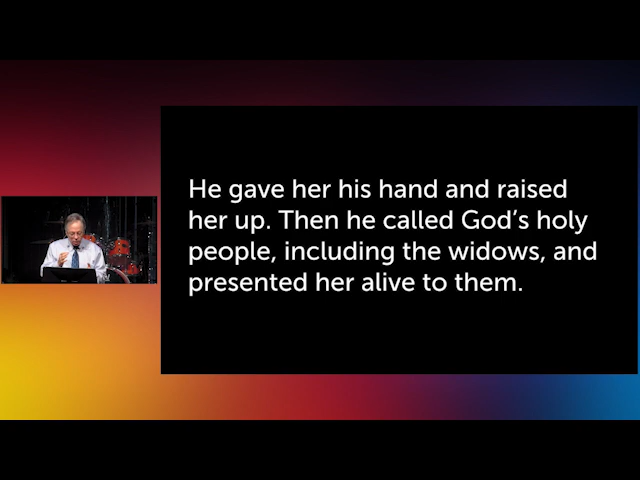 He gave her his hand and raised
her up. Then he called God’s holy
people, including the widows, and
presented her alive to them.